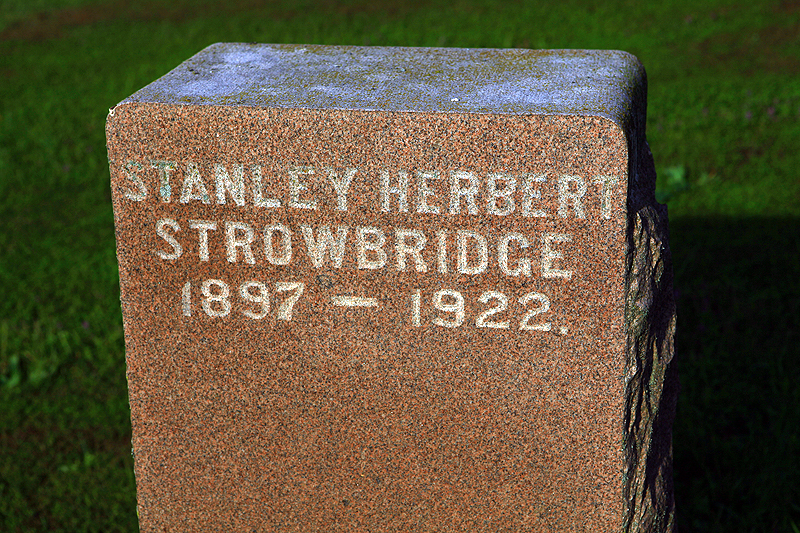 STANLEY HERBERT
STROWBRIDGE
1897 — 1922.